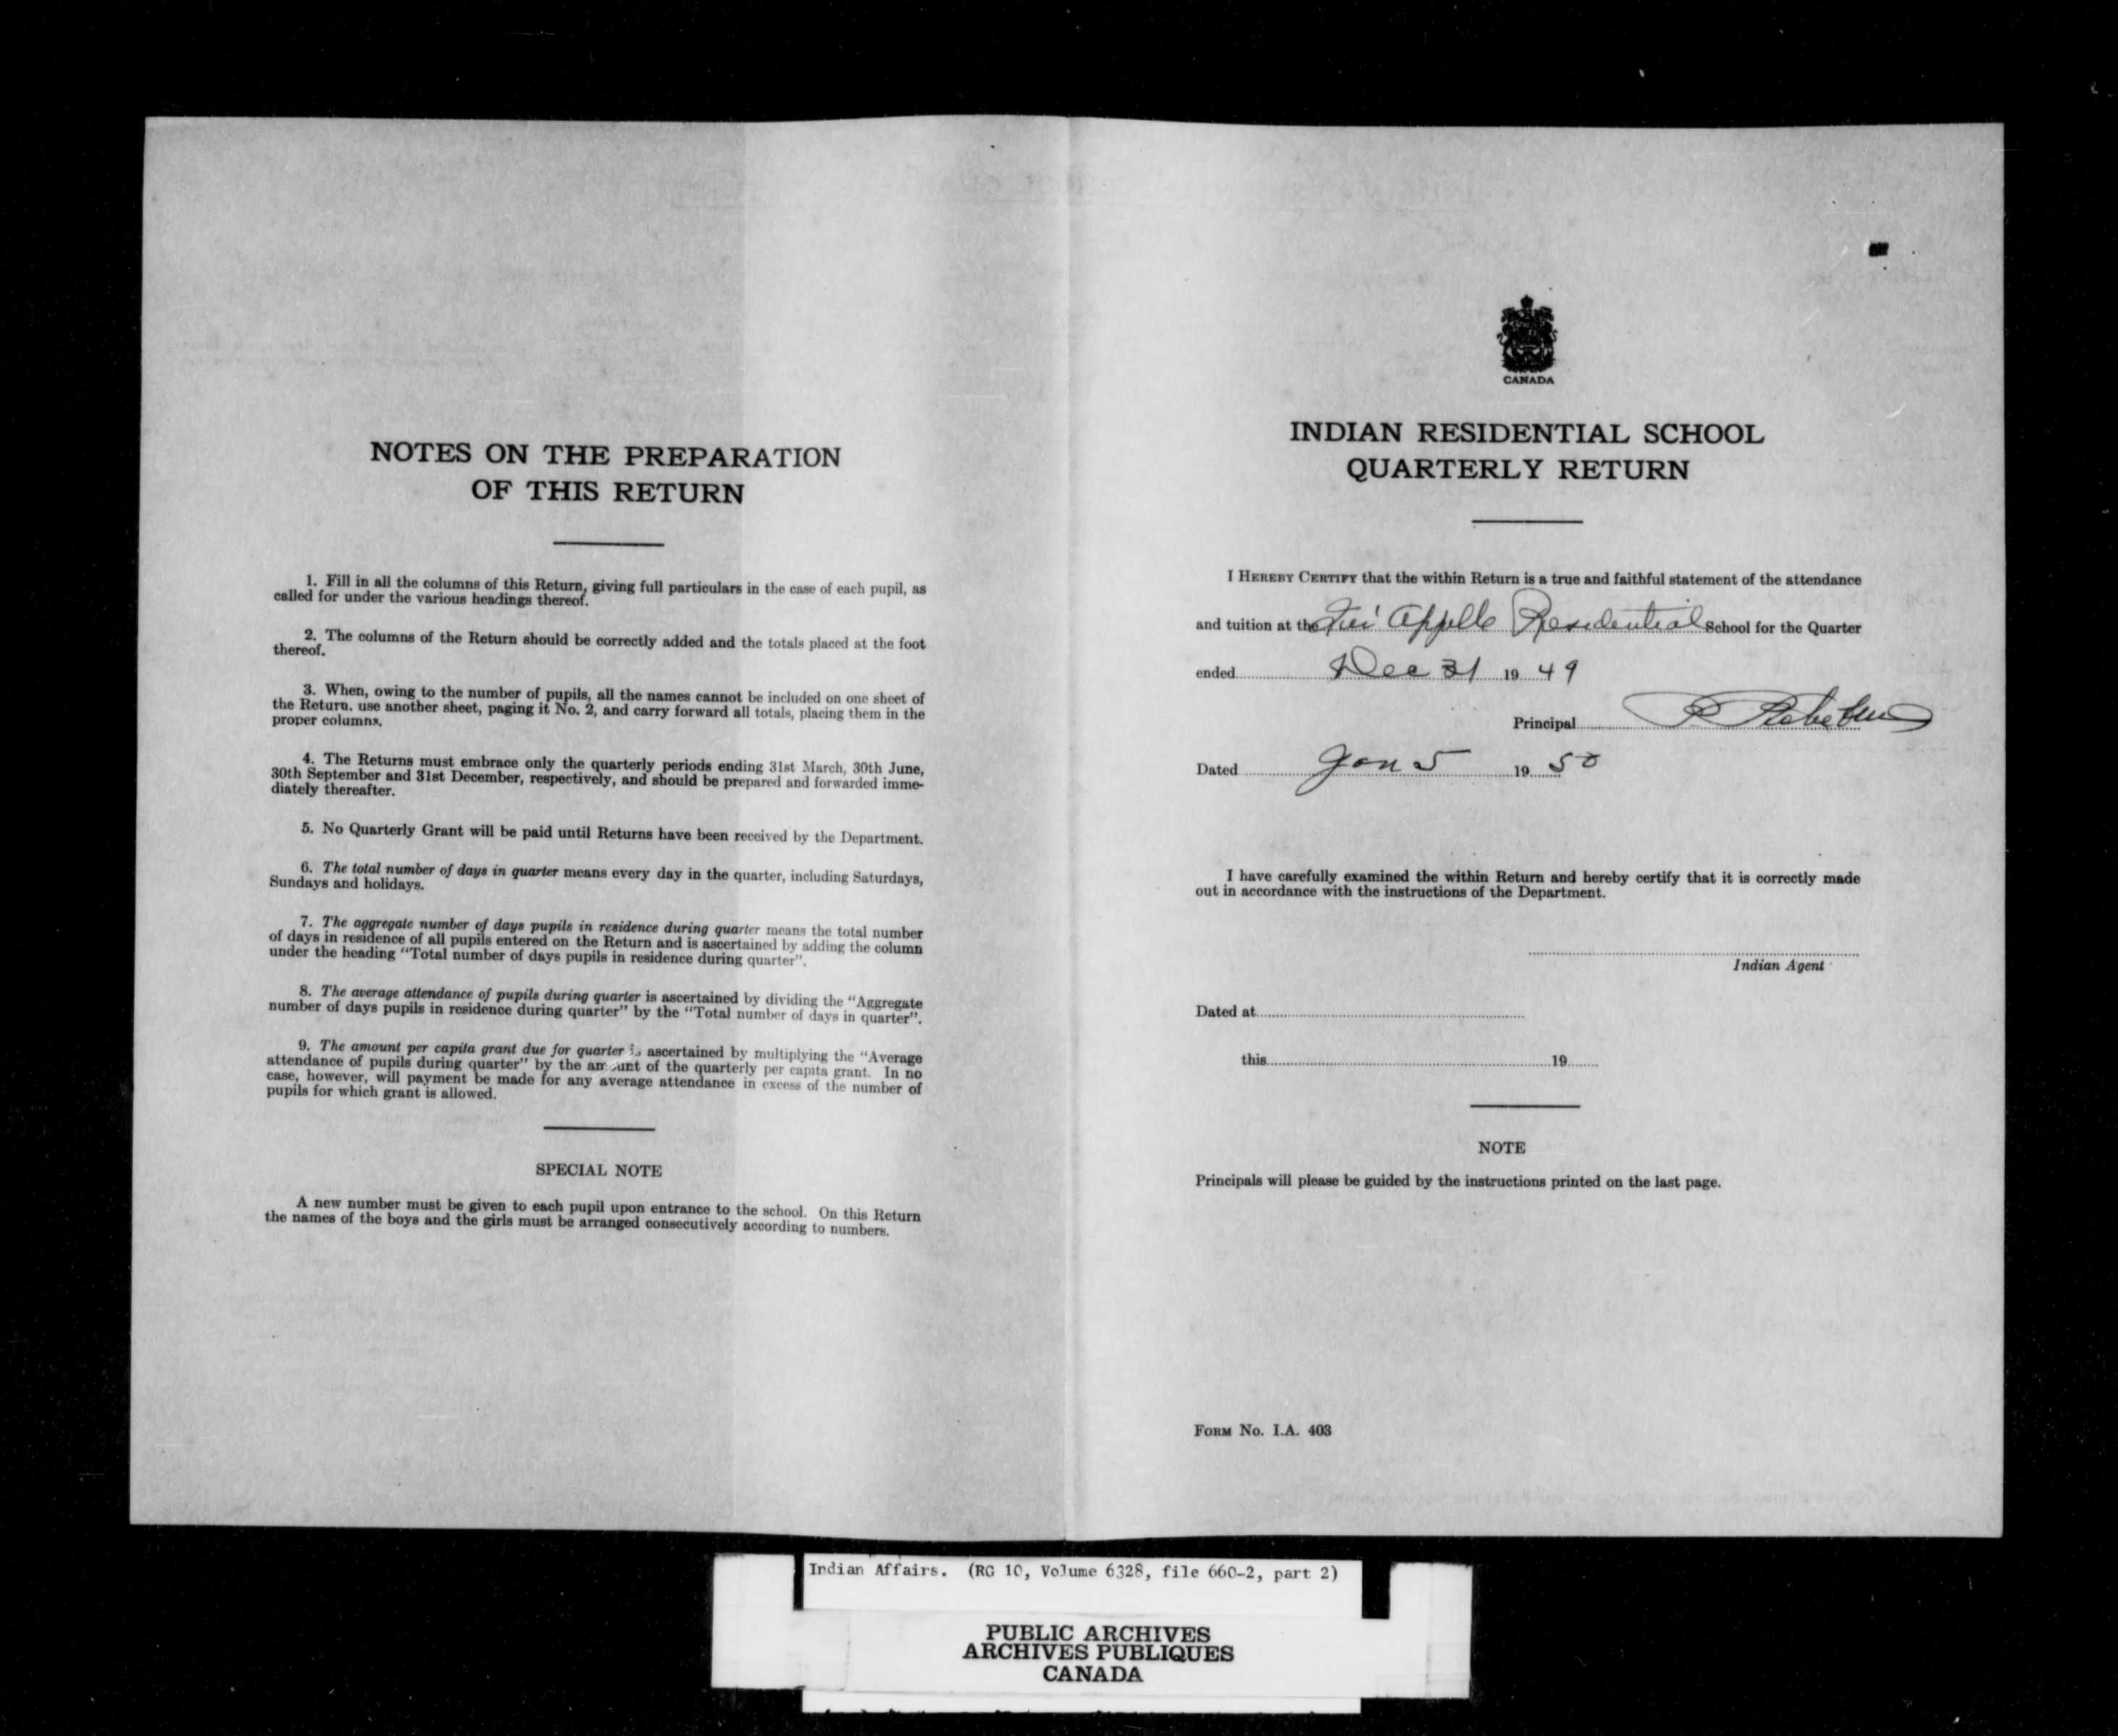 NOTES ON THE PREPARATION
OF THIS RETURN
1. Fill in all the columns of this Return, giving full particulars in the case of each pupil, as
called for under the various headings thereof.
2. The columns of the Return should be correctly added and the totals placed at the foot
thereof.
3. When, owing to the number of pupils, all the names cannot be included on one sheet of
the Return. use another sheet, paging it No. 2, and carry forward all totals, placing them in the
proper columns.
4. The Returns must embrace only the quarterly periods ending 31st March, 30th June,
30th September and 31st December, respectively, and should be prepared and forwarded imme-
diately thereafter.
5. No Quarterly Grant will be paid until Returns have been received by the Department.
6. The total number of days in quarter means every day in the quarter, including Saturdays,
Sundays and holidays.
7. The aggregate number of days pupils in residence during quarter means the total number
of days in residence of all pupils entered on the Return and is ascertained by adding the column
under the heading "Total number of days pupils in residence during quarter".
8. The average attendance of pupils during quarter is ascertained by dividing the "Aggregate
number of days pupils in residence during quarter" by the "Total number of days in quarter".
9. The amount per capita grant due for quarter is ascertained by multiplying the "Average
attendance of pupils during quarter" by the amount of the quarterly per capita grant. In no
case, however, will payment be made for any average attendance in excess of the number of
pupils for which grant is allowed.
SPECIAL NOTE
A new number must be given to each pupil upon entrance to the school. On this Return
the names of the boys and the girls must be arranged consecutively according to numbers.
CANADA
INDIAN RESIDENTIAL SCHOOL
QUARTERLY RETURN
I HEREBY CERTIFY that the within Return is a true and faithful statement of the attendance
and tuition at the Qu'Appelle Residential School for the Quarter
ended Dec 31 19 49
Principal
Dated Jan 5 19 50
I have carefully examined the within Return and hereby certify that it is correctly made
out in accordance with the instructions of the Department.
Indian Agent
Dated at
this 19
NOTE
Principals will please be guided by the instructions printed on the last page.
FORM No. I.A. 403
Indian Affairs. (RG 10, Volume 6328, file 660-2, part 2)
PUBLIC ARCHIVES
ARCHIVES PUBLIQUES
CANADA